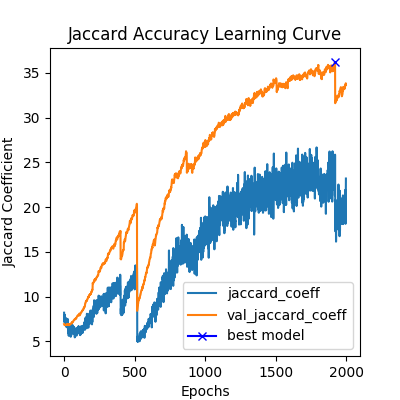 Jaccard Accuracy Learning Curve
35
30
25
20
15
10
5
Jaccard Coefficient
0
500
1000
1500
2000
Epochs
jaccard_coeff
val_jaccard_coeff
best model